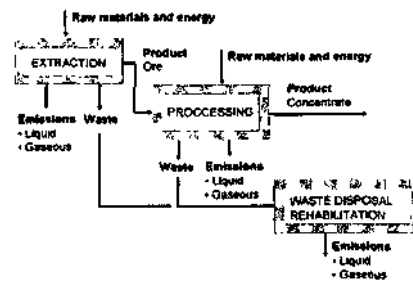 Raw materials and energy
EXTRACTION
Product
Ore
Raw materials and energy
Emissions
• Liquid
• Gaseous
Waste
PROCCESSING
Product
Concentrate
Waste
Emissions
• Liquid
• Gaseous
WASTE DISPOSAL
REHABILITATION
Emissions
• Liquid
• Gaseous